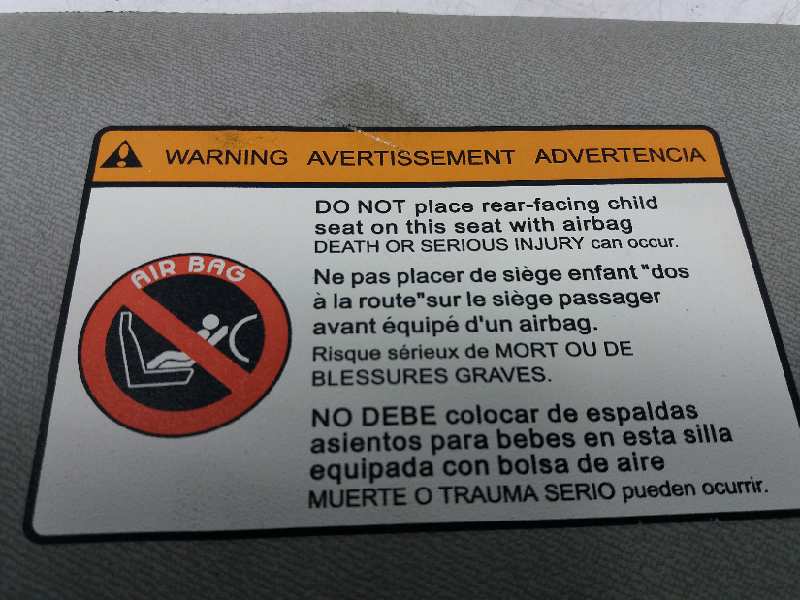 WARNING AVERTISSEMENT ADVERTENCIA
AIR BAG
DO NOT place rear-facing child
seat on this seat with airbag
DEATH OR SERIOUS INJURY can occur.
Ne pas placer de siège enfant "dos
à la route"sur le siège passager
avant équipé d'un airbag.
Risque sérieux de MORT OU DE
BLESSURES GRAVES.
NO DEBE colocar de espaldas
asientos para bebes en esta silla
equipada con bolsa de aire
MUERTE O TRAUMA SERIO pueden ocurrir.